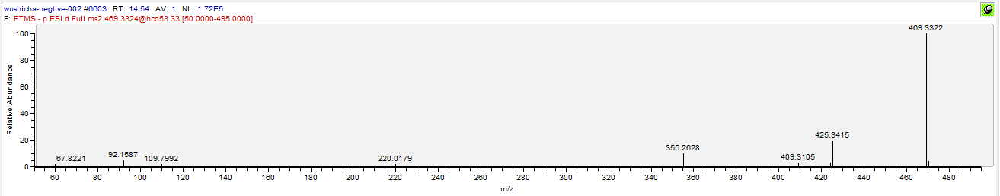 wushicha-negtive-002 #6603 RT: 14.54 AV: 1 NL: 1.72E5
F: FTMS - p ESI d Full ms2 469.3324@hcd53.33 [50.0000-495.0000]
469.3322
100
80
60
40
20
0
Relative Abundance
425.3415
355.2628
409.3105
92.1587
67.8221
109.7992
220.0179
60 80 100 120 140 160 180 200 220 240 260 280 300 320 340 360 380 400 420 440 460 480
m/z